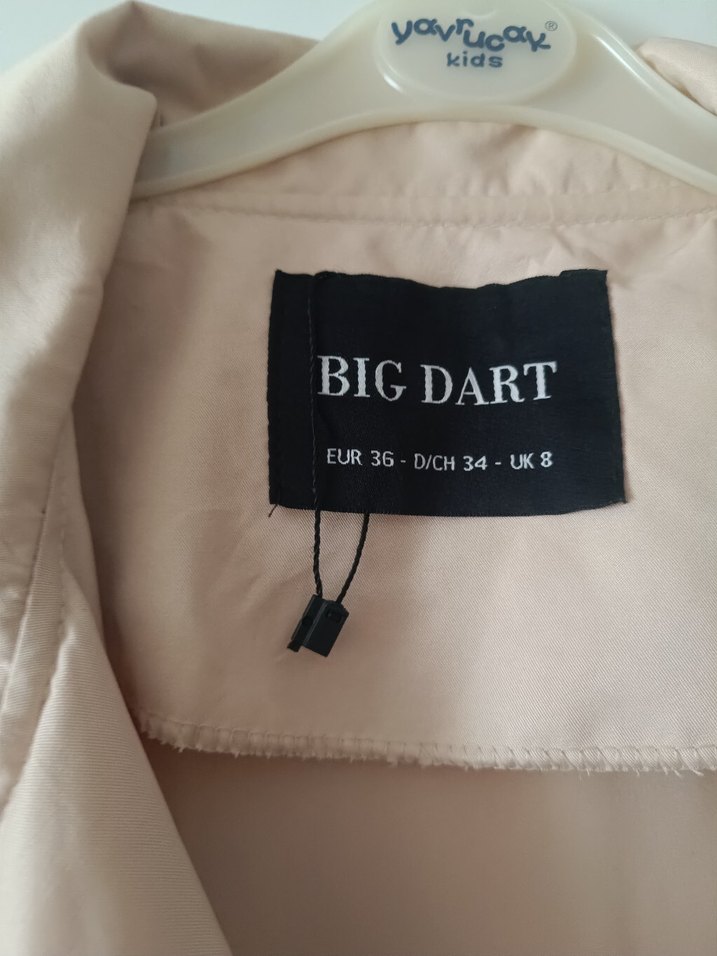 yavrucak®
kids
BIG DART
EUR 36 - D/CH 34 - UK 8